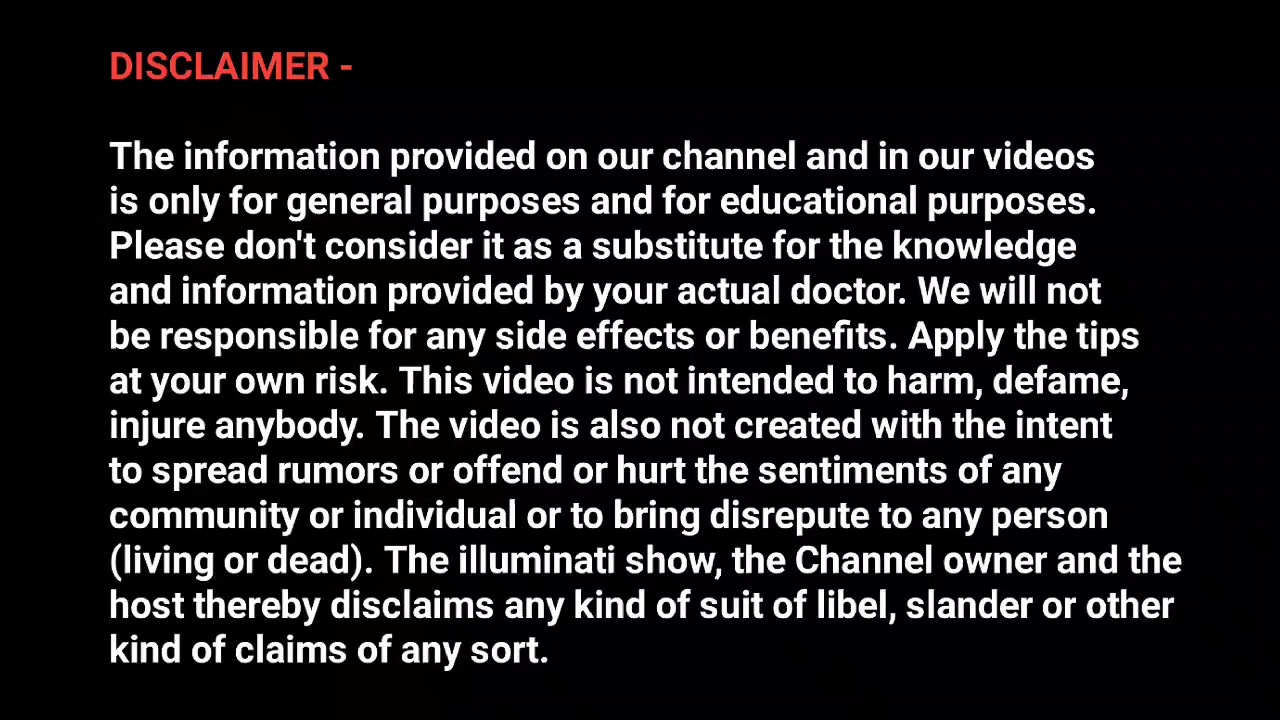 DISCLAIMER -
The information provided on our channel and in our videos
is only for general purposes and for educational purposes.
Please don't consider it as a substitute for the knowledge
and information provided by your actual doctor. We will not
be responsible for any side effects or benefits. Apply the tips
at your own risk. This video is not intended to harm, defame,
injure anybody. The video is also not created with the intent
to spread rumors or offend or hurt the sentiments of any
community or individual or to bring disrepute to any person
(living or dead). The illuminati show, the Channel owner and the
host thereby disclaims any kind of suit of libel, slander or other
kind of claims of any sort.